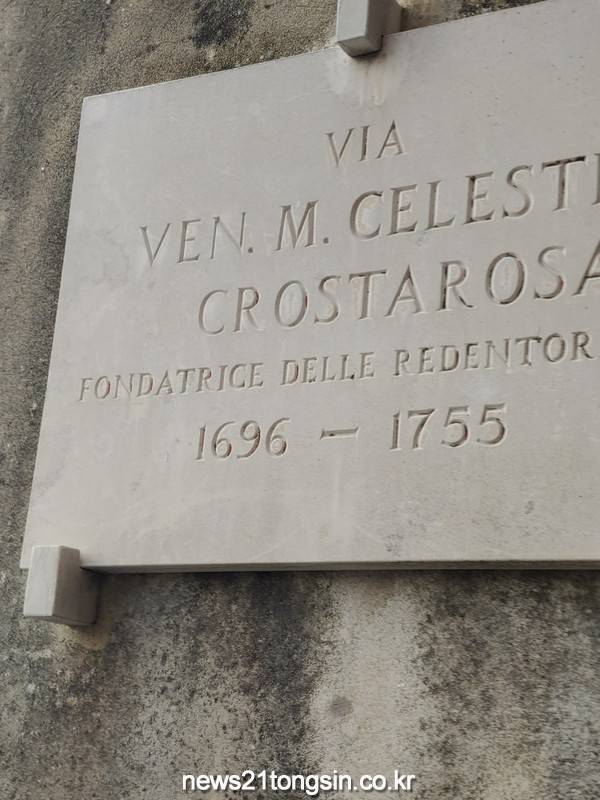 VIA
VEN. M. CELEST
CROSTAROSA
FONDATRICE DELLE REDENTOR
1696 – 1755
news21tongsin.co.kr